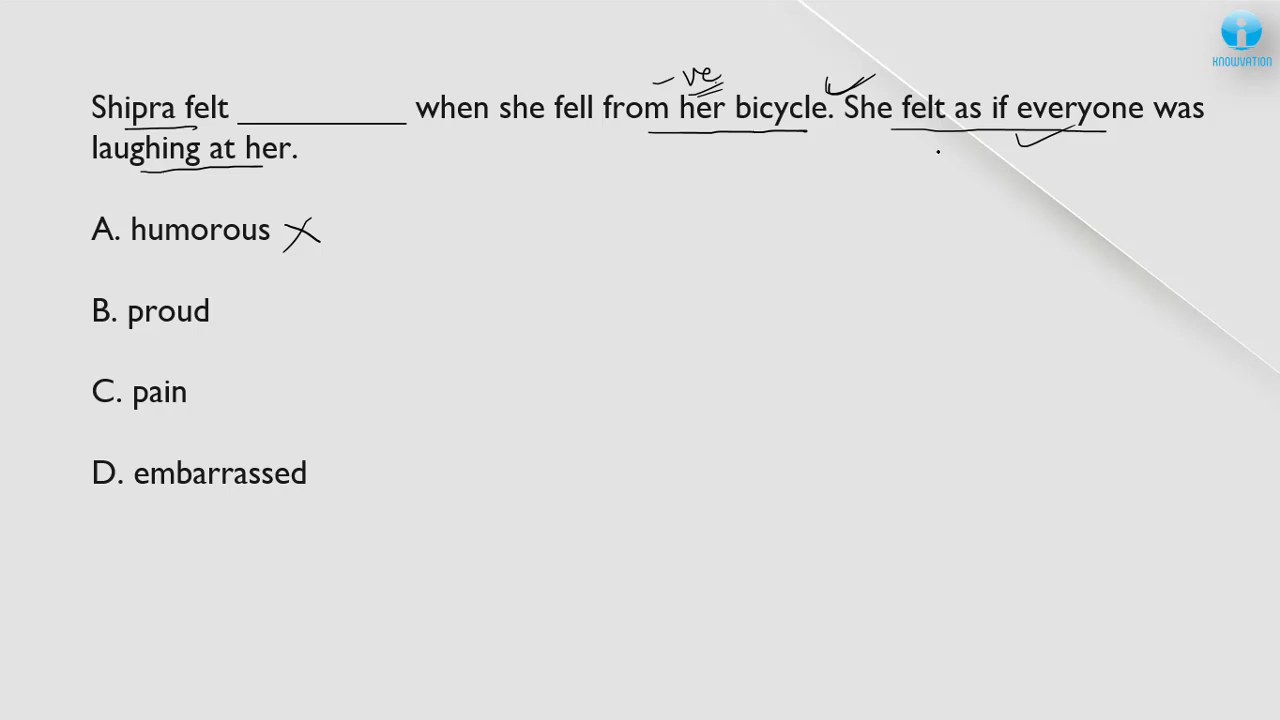 KNOWVATION
-ve
Shipra felt __________ when she fell from her bicycle. She felt as if everyone was
laughing at her.
A. humorous
B. proud
C. pain
D. embarrassed